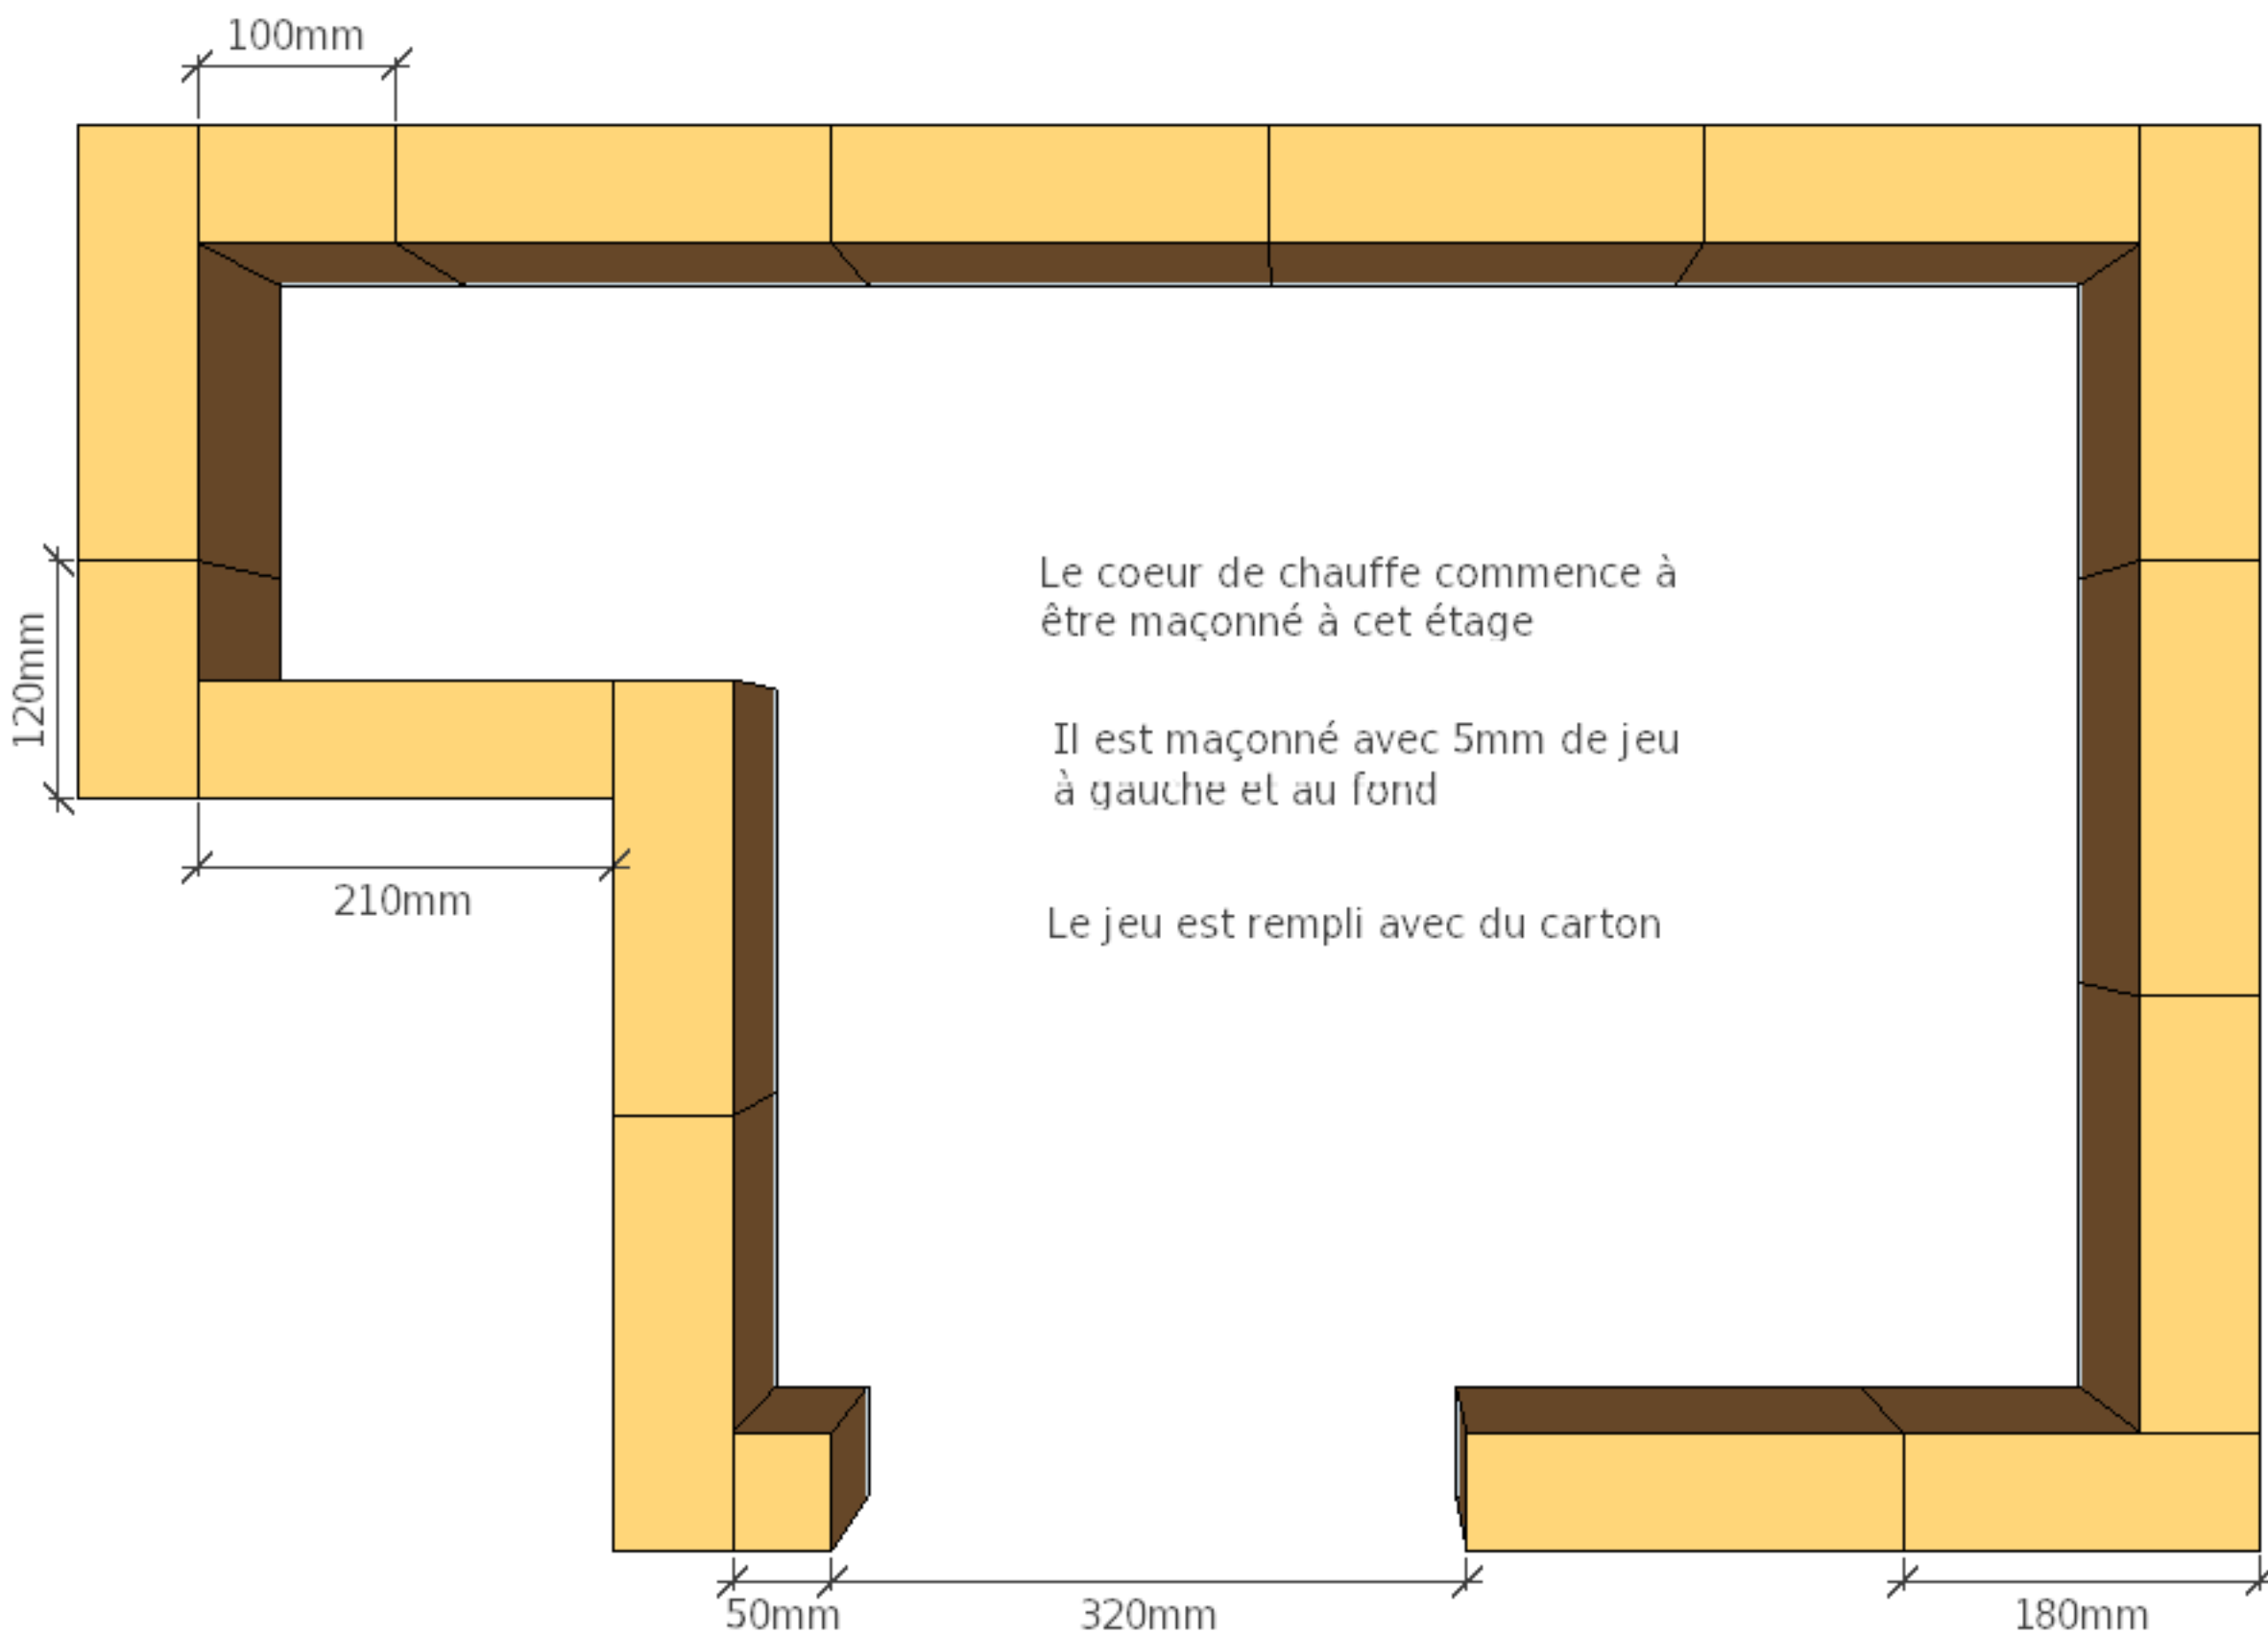 100mm
Le coeur de chauffe commence à
être maçonné à cet étage
120mm
Il est maçonné avec 5mm de jeu
à gauche et au fond
210mm
Le jeu est rempli avec du carton
50mm
320mm
180mm